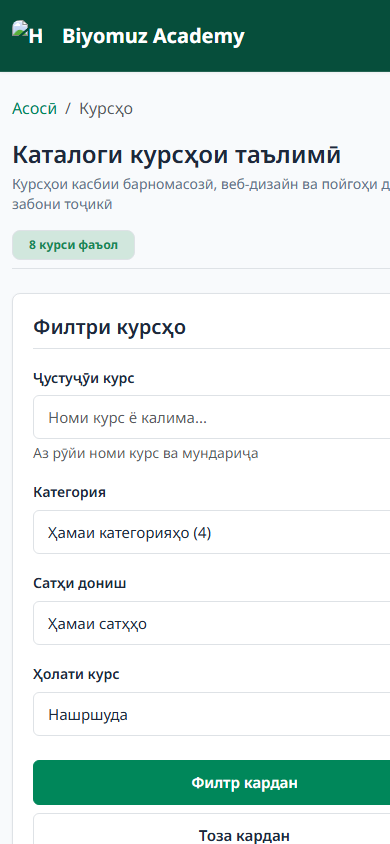 H Biyomuz Academy
Асосӣ / Курсҳо
Каталоги курсҳои таълимӣ
Курсҳои касбии барномасозӣ, веб-дизайн ва пойгоҳи
забони тоҷикӣ
8 курси фаъол
Филтри курсҳо
Ҷустуҷӯи курс
Номи курс ё калима...
Аз рӯйи номи курс ва мундариҷа
Категория
Ҳамаи категорияҳо (4)
Сатҳи дониш
Ҳамаи сатҳҳо
Ҳолати курс
Нашршуда
Филтр кардан
Тоза кардан